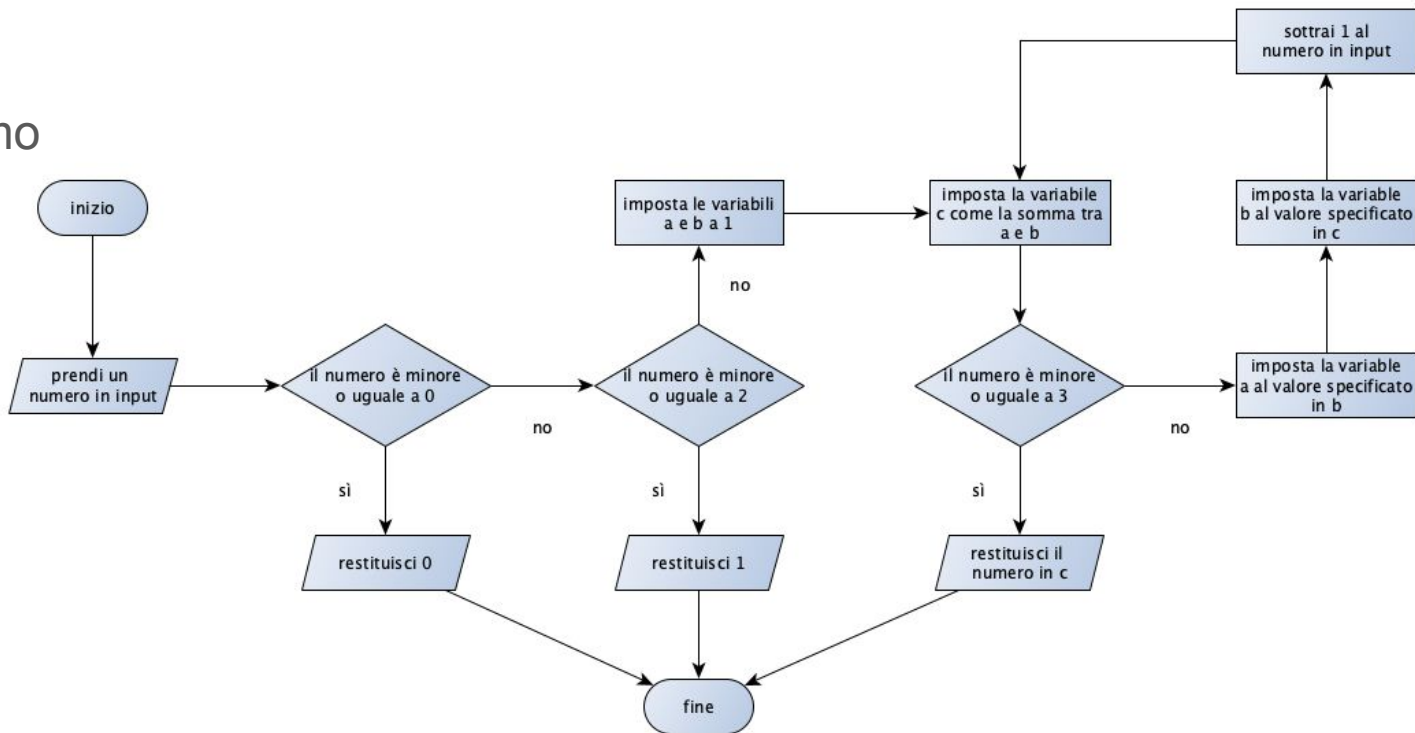 no
inizio
prendi un
numero in input
il numero è minore
o uguale a 0
sì
restituisci 0
no
il numero è minore
o uguale a 2
sì
restituisci 1
no
imposta le variabili
a e b a 1
imposta la variabile
c come la somma tra
a e b
il numero è minore
o uguale a 3
sì
restituisci il
numero in c
no
imposta la variable
a al valore specificato
in b
imposta la variable
b al valore specificato
in c
sottrai 1 al
numero in input
fine